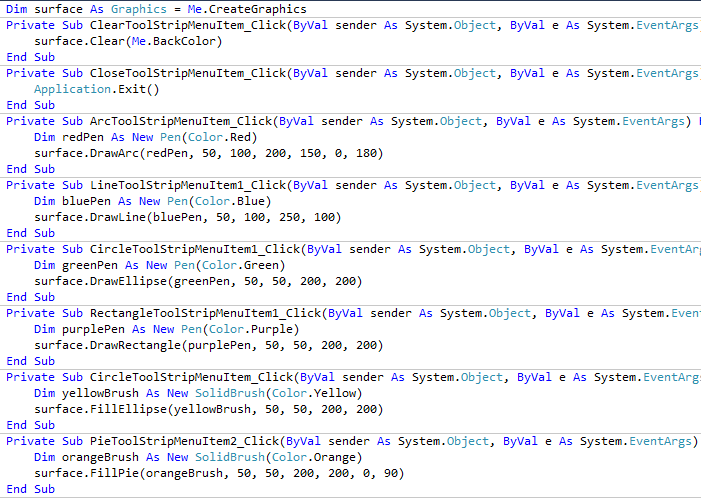 Dim surface As Graphics = Me.CreateGraphics
Private Sub ClearToolStripMenuItem_Click(ByVal sender As System.Object, ByVal e As System.EventArgs
surface.Clear(Me.BackColor)
End Sub
Private Sub CloseToolStripMenuItem_Click(ByVal sender As System.Object, ByVal e As System.EventArgs
Application.Exit()
End Sub
Private Sub ArcToolStripMenuItem_Click(ByVal sender As System.Object, ByVal e As System.EventArgs)
Dim redPen As New Pen(Color.Red)
surface.DrawArc(redPen, 50, 100, 200, 150, 0, 180)
End Sub
Private Sub LineToolStripMenuItem1_Click(ByVal sender As System.Object, ByVal e As System.EventArgs
Dim bluePen As New Pen(Color.Blue)
surface.DrawLine(bluePen, 50, 100, 250, 100)
End Sub
Private Sub CircleToolStripMenuItem1_Click(ByVal sender As System.Object, ByVal e As System.EventAr
Dim greenPen As New Pen(Color.Green)
surface.DrawEllipse(greenPen, 50, 50, 200, 200)
End Sub
Private Sub RectangleToolStripMenuItem1_Click(ByVal sender As System.Object, ByVal e As System.Even
Dim purplePen As New Pen(Color.Purple)
surface.DrawRectangle(purplePen, 50, 50, 200, 200)
End Sub
Private Sub CircleToolStripMenuItem_Click(ByVal sender As System.Object, ByVal e As System.EventArgs
Dim yellowBrush As New SolidBrush(Color.Yellow)
surface.FillEllipse(yellowBrush, 50, 50, 200, 200)
End Sub
Private Sub PieToolStripMenuItem2_Click(ByVal sender As System.Object, ByVal e As System.EventArgs)
Dim orangeBrush As New SolidBrush(Color.Orange)
surface.FillPie(orangeBrush, 50, 50, 200, 200, 0, 90)
End Sub